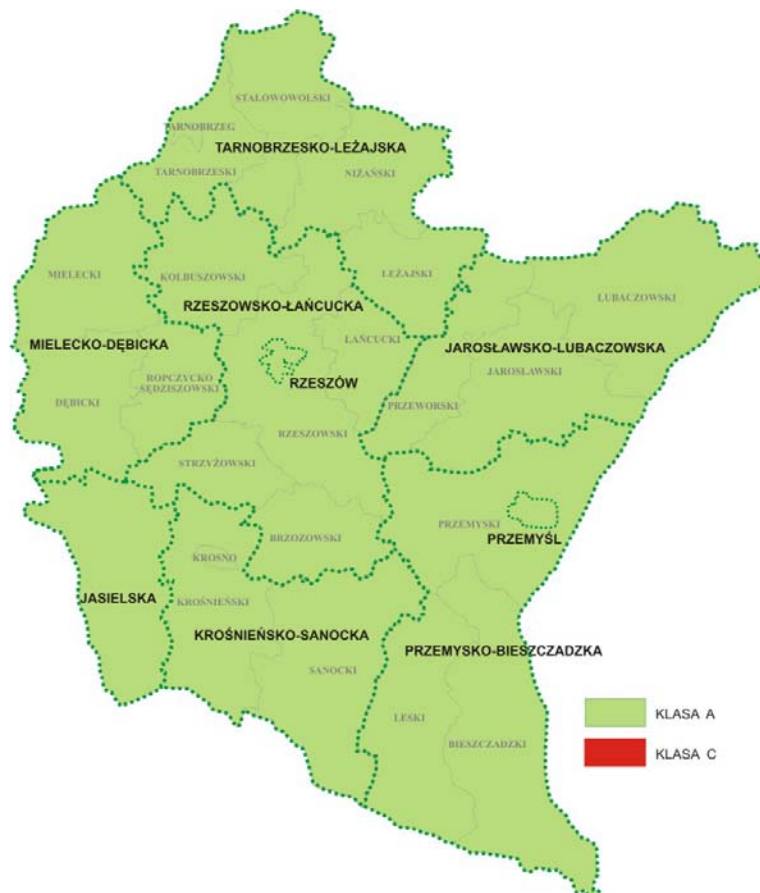 STALOWOWOLSKI
TARNOBRZEG
TARNOBRZESKO-LEŻAJSKA
TARNOBRZESKI
NIŻAŃSKI
MIELECKI
KOLBUSZOWSKI
LEŻAJSKI
LUBACZOWSKI
RZESZOWSKO-ŁAŃCUCKA
ŁAŃCUCKI
MIELECKO-DĘBICKA
JAROSŁAWSKO-LUBACZOWSKA
JAROSŁAWSKI
ROPCZYCKO
SĘDZISZOWSKI
RZESZÓW
DĘBICKI
PRZEWORSKI
RZESZOWSKI
STRZYŻOWSKI
PRZEMYSKI
PRZEMYŚL
BRZOZOWSKI
KROSNO
JASIELSKA
KROŚNIEŃSKI
KROŚNIEŃSKO-SANOCKA
PRZEMYSKO-BIESZCZADZKA
SANOCKI
LESKI
BIESZCZADZKI
KLASA A
KLASA C